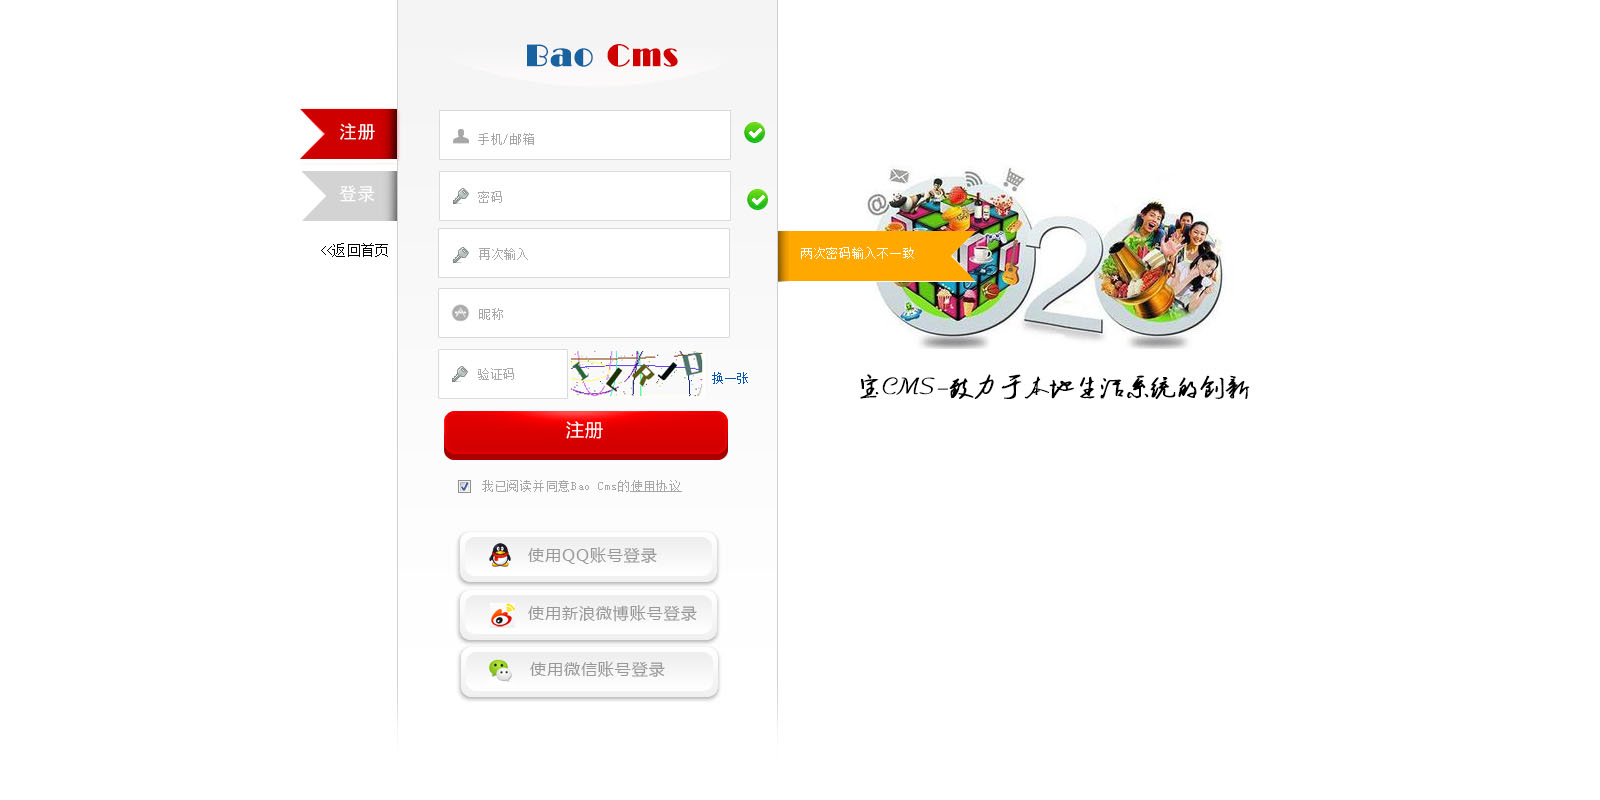 Bao Cms
注册
登录
<<返回首页
手机/邮箱
密码
再次输入
两次密码输入不一致
昵称
验证码
换一张
注册
我已阅读并同意Bao Cms的使用协议
使用QQ账号登录
使用新浪微博账号登录
使用微信账号登录
O2O
宝CMS-致力于本地生活系统的创新